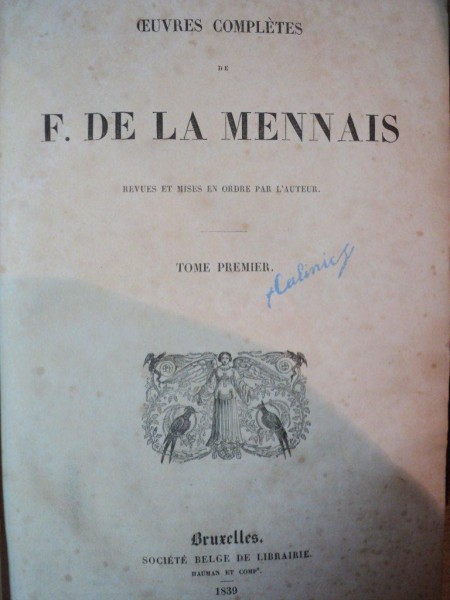 ŒUVRES COMPLÈTES
DE
F. DE LA MENNAIS
REVUES ET MISES EN ORDRE PAR L'AUTEUR.
TOME PREMIER.
+Calinic
Bruxelles.
SOCIÉTÉ BELGE DE LIBRAIRIE.
HAUMAN ET COMPᵉ.
1839